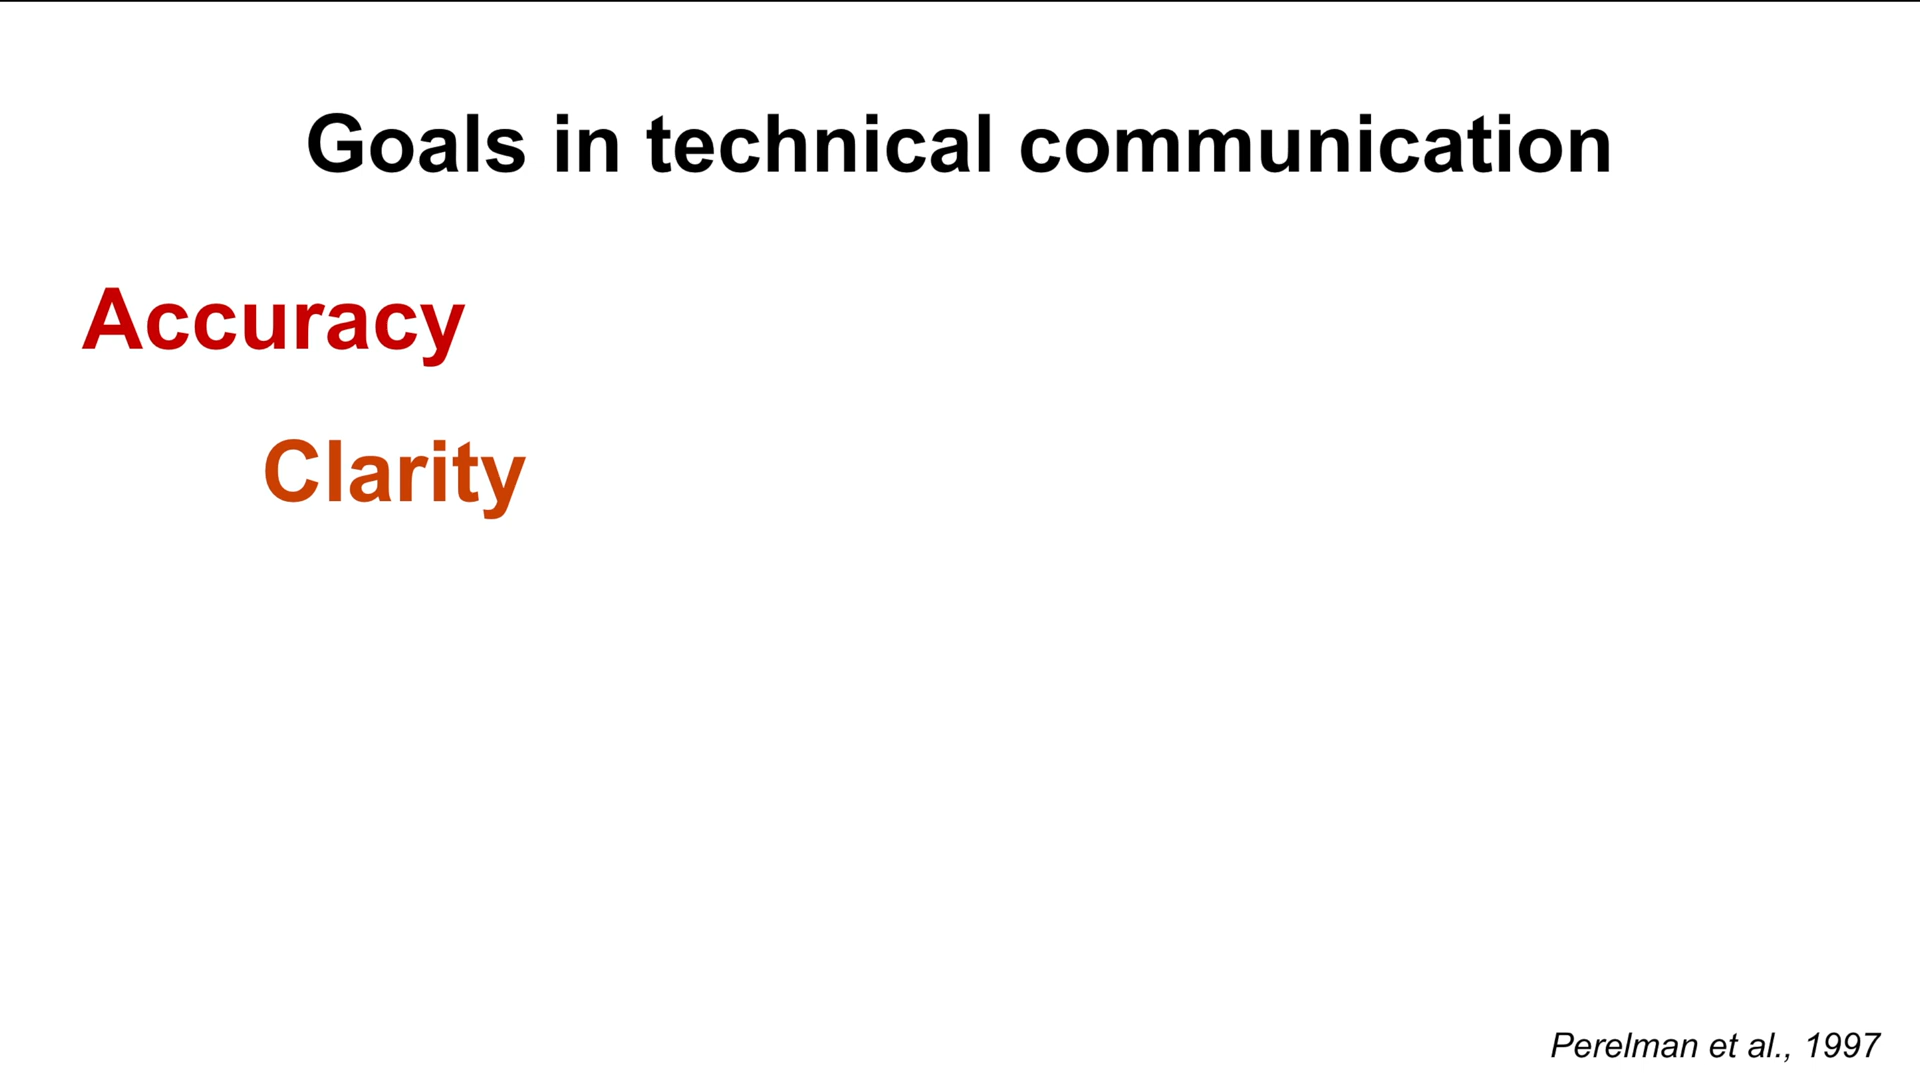 Goals in technical communication
Accuracy
Clarity
Perelman et al., 1997